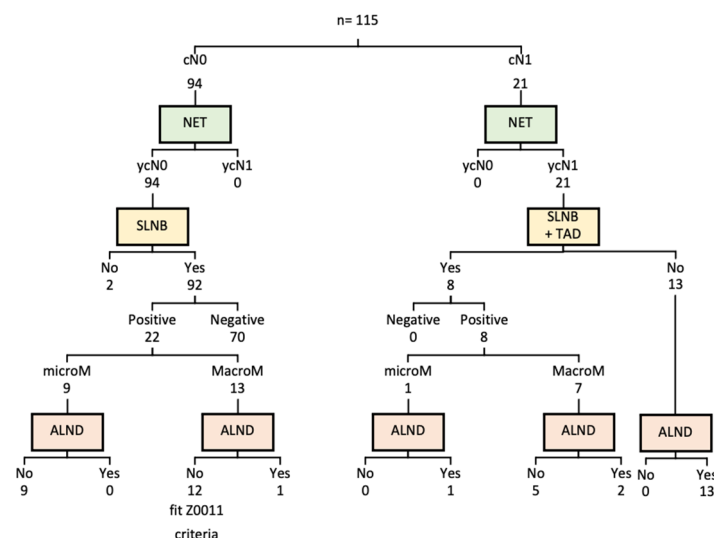 n= 115
cN0 cN1
94 21
NET NET
ycN0 ycN1 ycN0 ycN1
94 0 0 21
SLNB SLNB
+ TAD
No Yes Yes No
2 92 8 13
Positive Negative Negative Positive
22 70 0 8
microM MacroM microM MacroM
9 13 1 7
ALND ALND ALND ALND ALND
No Yes No Yes No Yes No Yes No Yes
9 0 12 1 0 1 5 2 0 13
fit Z0011
criteria